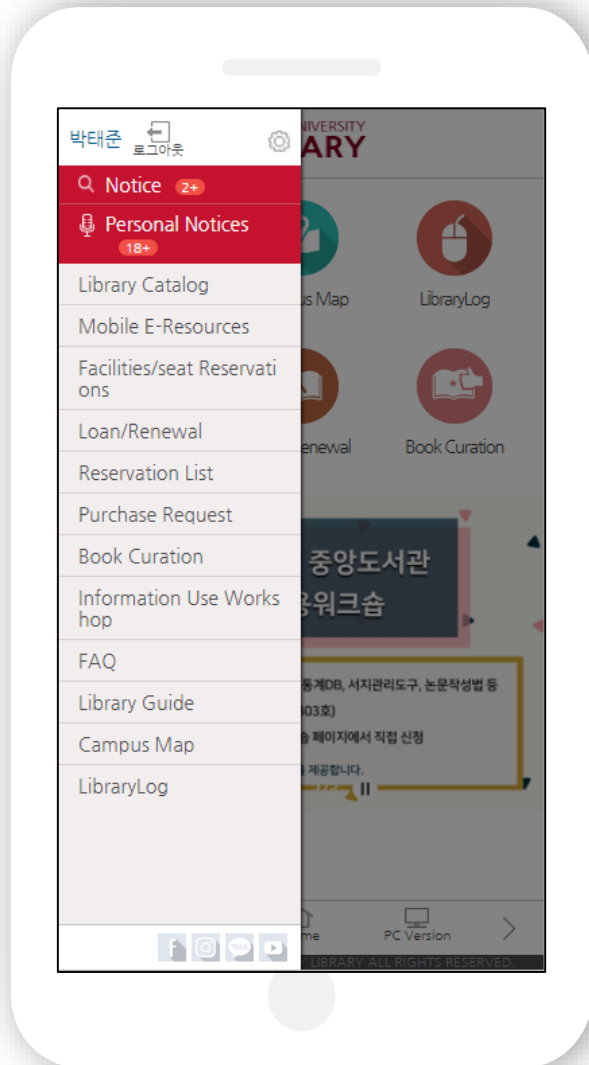 박태준
로그아웃
Notice 2+
Personal Notices
18+
Library Catalog
Mobile E-Resources
Facilities/seat Reservati
ons
Loan/Renewal
Reservation List
Purchase Request
Book Curation
Information Use Works
hop
FAQ
Library Guide
Campus Map
LibraryLog
TALK
NIVERSITY
ARY
us Map
LibraryLog
enewal
Book Curation
중앙도서관
용워크숍
통계DB, 서지관리도구, 논문작성법 등
403호)
페이지에서 직접 신청
제공합니다.
me
PC Version
LIBRARY ALL RIGHTS RESERVED.